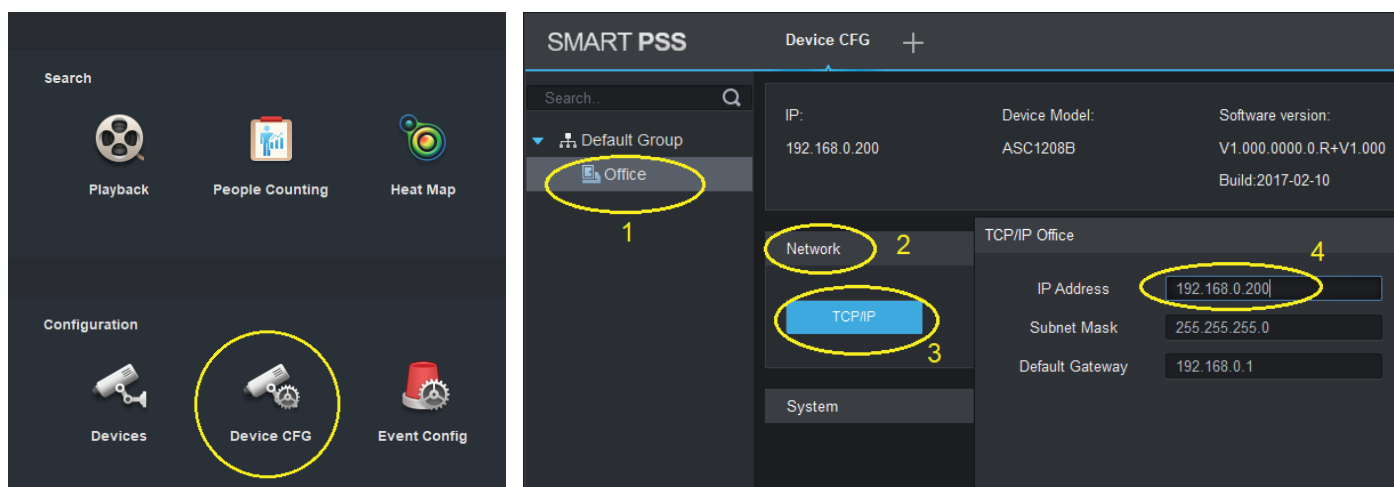 Search
Playback
People Counting
Heat Map
Configuration
Devices
Device CFG
Event Config
SMART PSS
Device CFG
Search..
Default Group
Office
1
IP:
Device Model:
Software version:
192.168.0.200
ASC1208B
V1.000.0000.0.R+V1.000
Build:2017-02-10
Network
2
TCP/IP
3
System
TCP/IP Office
4
IP Address
192.168.0.200
Subnet Mask
255.255.255.0
Default Gateway
192.168.0.1